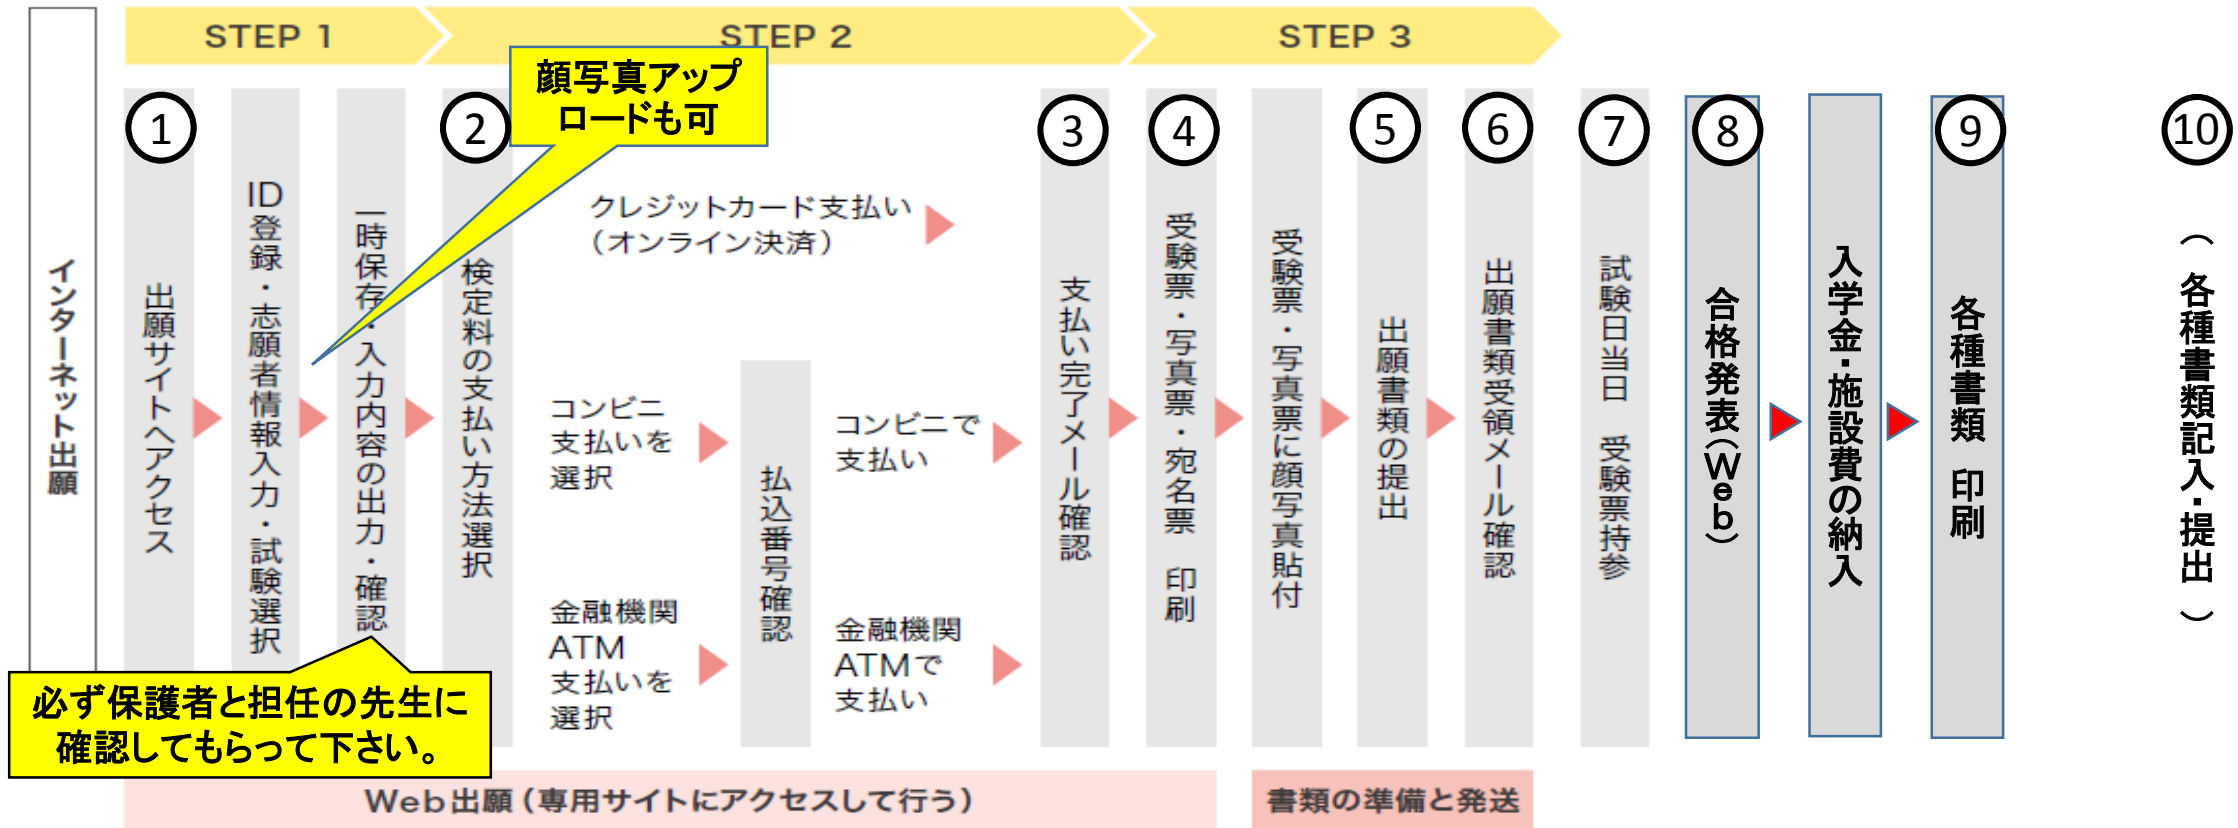 STEP 1
STEP 2
STEP 3
顔写真アップ
ロードも可
インターネット出願
①
出願サイトへアクセス
ID登録・志願者情報入力・試験選択
一時保存・入力内容の出力・確認
必ず保護者と担任の先生に
確認してもらって下さい。
②
検定料の支払い方法選択
クレジットカード支払い
（オンライン決済）
コンビニ
支払いを
選択
金融機関
ATM
支払いを
選択
払込番号確認
コンビニで
支払い
金融機関
ATMで
支払い
③
支払い完了メール確認
④
受験票・写真票・宛名票　印刷
受験票・写真票に顔写真貼付
⑤
出願書類の提出
⑥
出願書類受領メール確認
⑦
試験日当日　受験票持参
⑧
合格発表（Web）
入学金・施設費の納入
⑨
各種書類　印刷
⑩
（各種書類記入・提出）
Web出願（専用サイトにアクセスして行う）
書類の準備と発送